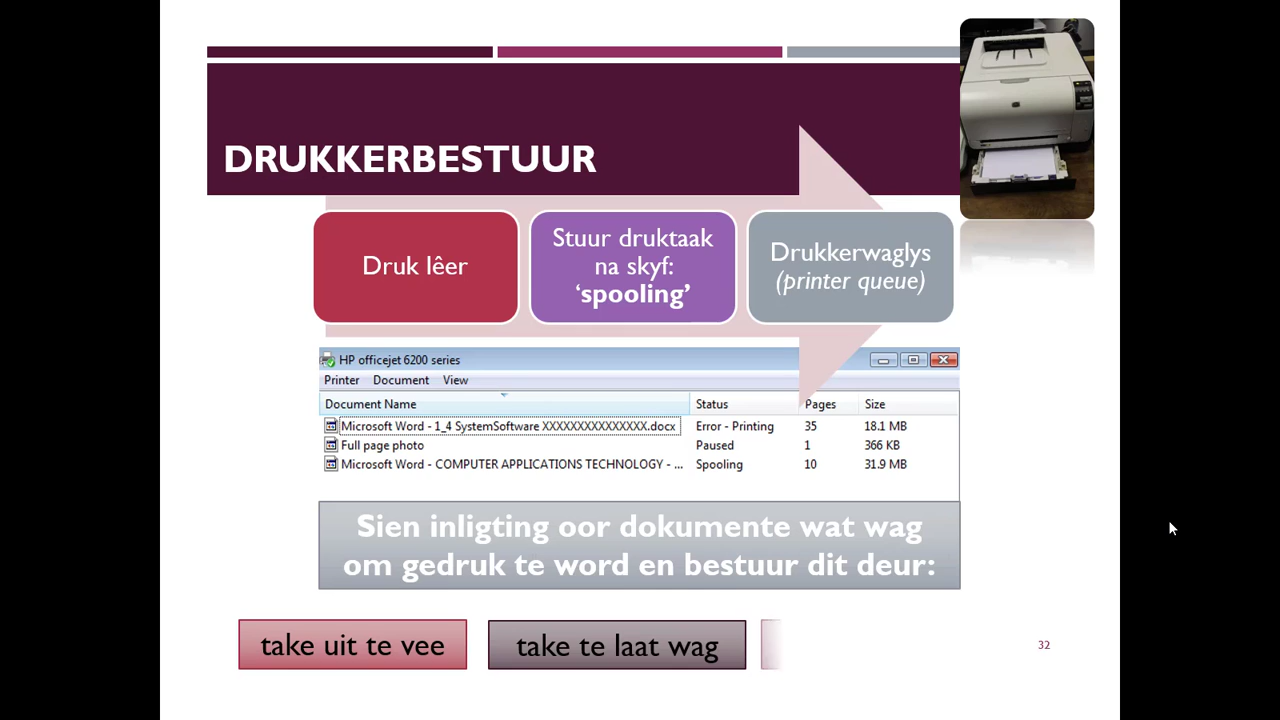 DRUKKERBESTUUR
Druk lêer
Stuur druktaak
na skyf:
‘spooling’
Drukkerwaglys
(printer queue)
HP officejet 6200 series
Printer Document View
Document Name Status Pages Size
Microsoft Word - 1_4 SystemSoftware XXXXXXXXXXXXXXX.docx Error - Printing 35 18.1 MB
Full page photo Paused 1 366 KB
Microsoft Word - COMPUTER APPLICATIONS TECHNOLOGY - ... Spooling 10 31.9 MB
Sien inligting oor dokumente wat wag
om gedruk te word en bestuur dit deur:
take uit te vee
take te laat wag
32